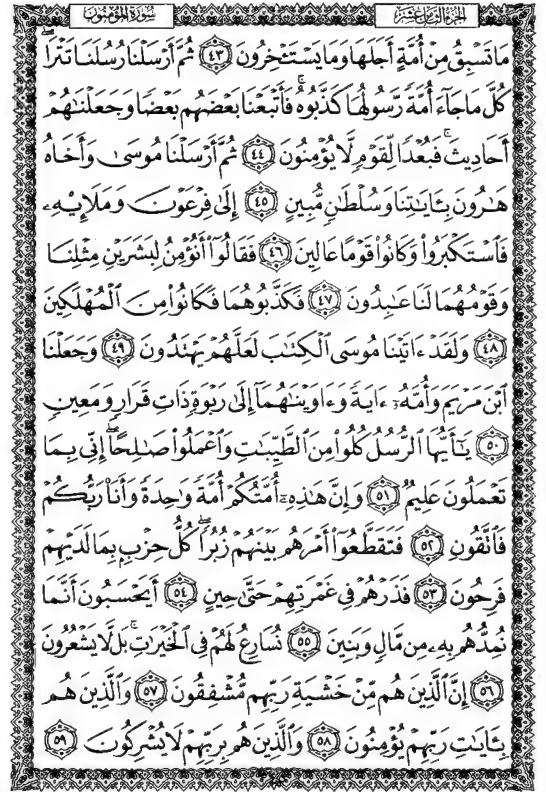 الجزء الثامن عشر
سورة المؤمنون
مَا تَسْبِقُ مِنْ أُمَّةٍ أَجَلَهَا وَمَا يَسْتَـْٔخِرُونَ ٤٣ ثُمَّ أَرْسَلْنَا رُسُلَنَا تَتْرَاۖ
كُلَّ مَا جَآءَ أُمَّةً رَّسُولُهَا كَذَّبُوهُۚ فَأَتْبَعْنَا بَعْضَهُم بَعْضًا وَجَعَلْنَـٰهُمْ
أَحَادِيثَۚ فَبُعْدًا لِّقَوْمٍ لَّا يُؤْمِنُونَ ٤٤ ثُمَّ أَرْسَلْنَا مُوسَىٰ وَأَخَاهُ
هَـٰرُونَ بِـَٔايَـٰتِنَا وَسُلْطَـٰنٍ مُّبِينٍ ٤٥ إِلَىٰ فِرْعَوْنَ وَمَلَإِيْهِۦ
فَٱسْتَكْبَرُوا۟ وَكَانُوا۟ قَوْمًا عَالِينَ ٤٦ فَقَالُوٓا۟ أَنُؤْمِنُ لِبَشَرَيْنِ مِثْلِنَا
وَقَوْمُهُمَا لَنَا عَـٰبِدُونَ ٤٧ فَكَذَّبُوهُمَا فَكَانُوا۟ مِنَ ٱلْمُهْلَكِينَ
٤٨ وَلَقَدْ ءَاتَيْنَا مُوسَى ٱلْكِتَـٰبَ لَعَلَّهُمْ يَهْتَدُونَ ٤٩ وَجَعَلْنَا
ٱبْنَ مَرْيَمَ وَأُمَّهُۥٓ ءَايَةً وَءَاوَيْنَـٰهُمَآ إِلَىٰ رَبْوَةٍ ذَاتِ قَرَارٍ وَمَعِينٍ
٥٠ يَـٰٓأَيُّهَا ٱلرُّسُلُ كُلُوا۟ مِنَ ٱلطَّيِّبَـٰتِ وَٱعْمَلُوا۟ صَـٰلِحًاۖ إِنِّى بِمَا
تَعْمَلُونَ عَلِيمٌ ٥١ وَإِنَّ هَـٰذِهِۦٓ أُمَّتُكُمْ أُمَّةً وَٰحِدَةً وَأَنَا۠ رَبُّكُمْ
فَٱتَّقُونِ ٥٢ فَتَقَطَّعُوٓا۟ أَمْرَهُم بَيْنَهُمْ زُبُرًاۖ كُلُّ حِزْبٍۭ بِمَا لَدَيْهِمْ
فَرِحُونَ ٥٣ فَذَرْهُمْ فِى غَمْرَتِهِمْ حَتَّىٰ حِينٍ ٥٤ أَيَحْسَبُونَ أَنَّمَا
نُمِدُّهُم بِهِۦ مِن مَّالٍ وَبَنِينَ ٥٥ نُسَارِعُ لَهُمْ فِى ٱلْخَيْرَٰتِۚ بَل لَّا يَشْعُرُونَ
٥٦ إِنَّ ٱلَّذِينَ هُم مِّنْ خَشْيَةِ رَبِّهِم مُّشْفِقُونَ ٥٧ وَٱلَّذِينَ هُم
بِـَٔايَـٰتِ رَبِّهِمْ يُؤْمِنُونَ ٥٨ وَٱلَّذِينَ هُم بِرَبِّهِمْ لَا يُشْرِكُونَ ٥٩